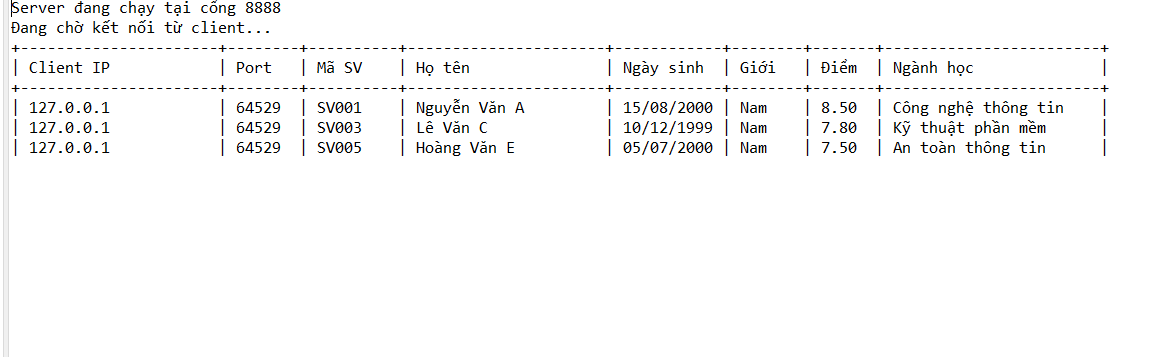 Server đang chạy tại cổng 8888
Đang chờ kết nối từ client...
+----------------------+--------+----------+----------------------+------------+--------+-------+------------------------+
| Client IP | Port | Mã SV | Họ tên | Ngày sinh | Giới | Điểm | Ngành học |
+----------------------+--------+----------+----------------------+------------+--------+-------+------------------------+
| 127.0.0.1 | 64529 | SV001 | Nguyễn Văn A | 15/08/2000 | Nam | 8.50 | Công nghệ thông tin |
| 127.0.0.1 | 64529 | SV003 | Lê Văn C | 10/12/1999 | Nam | 7.80 | Kỹ thuật phần mềm |
| 127.0.0.1 | 64529 | SV005 | Hoàng Văn E | 05/07/2000 | Nam | 7.50 | An toàn thông tin |